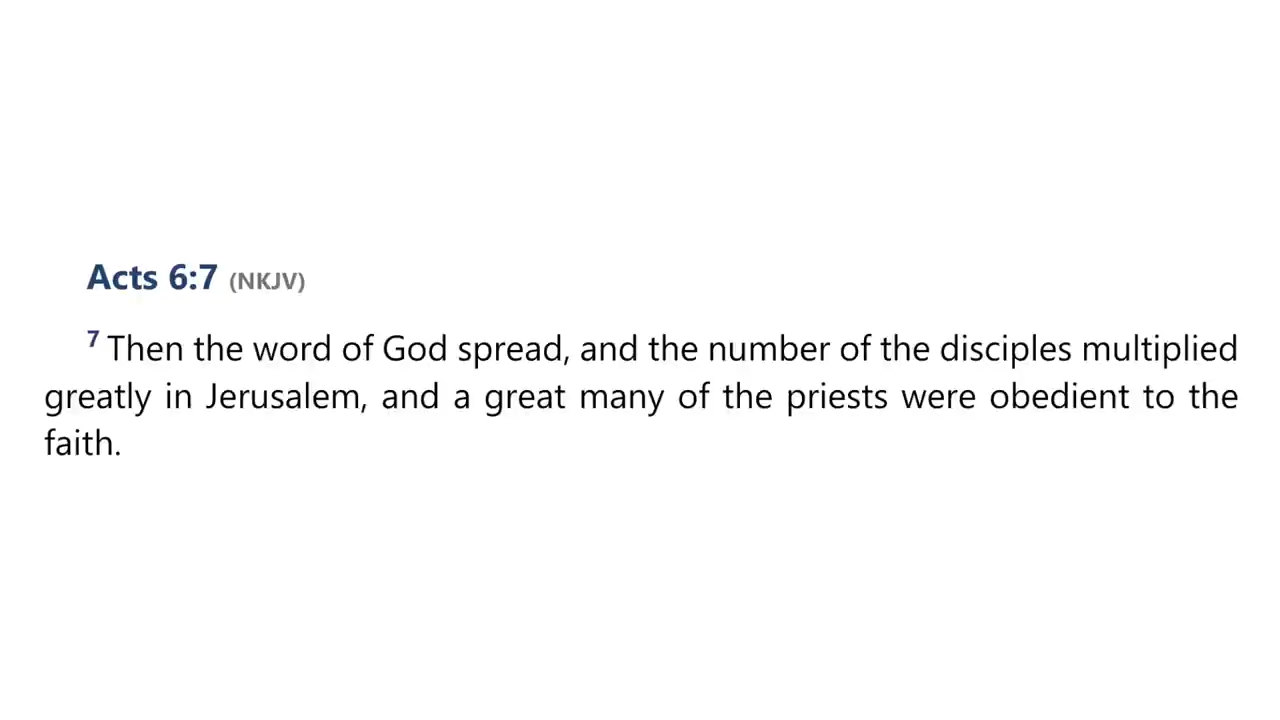 Acts 6:7 (NKJV)
7 Then the word of God spread, and the number of the disciples multiplied
greatly in Jerusalem, and a great many of the priests were obedient to the
faith.